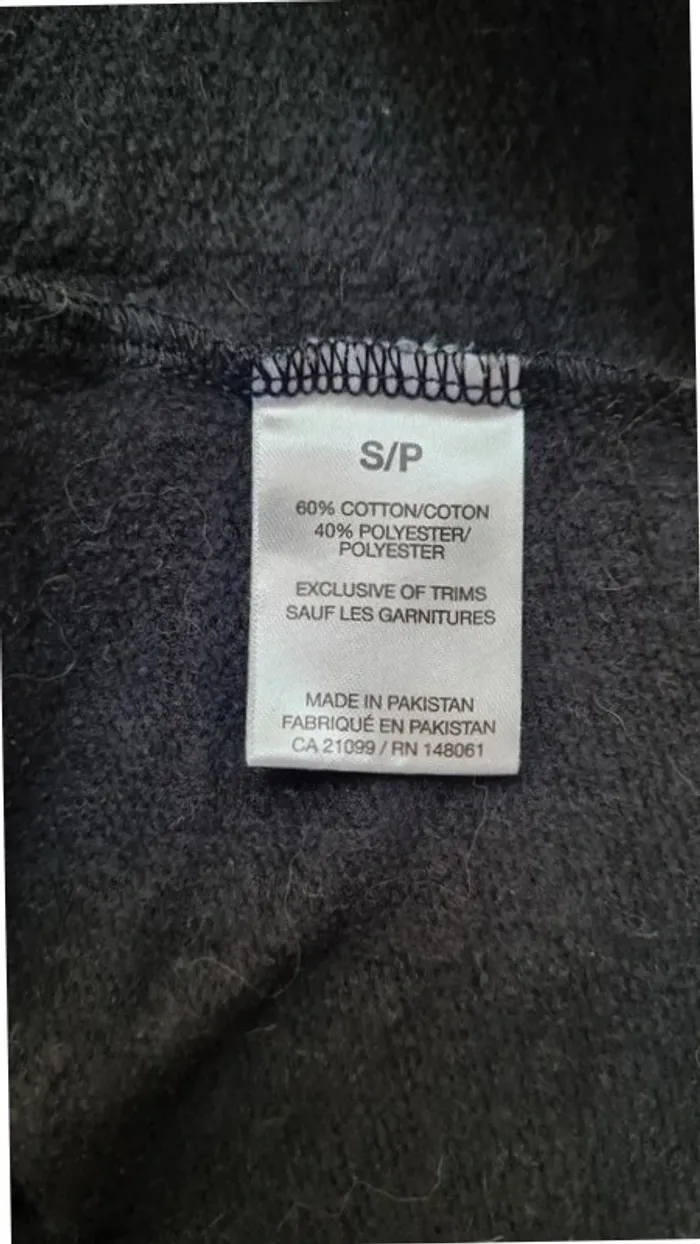 S/P
60% COTTON/COTON
40% POLYESTER/
POLYESTER
EXCLUSIVE OF TRIMS
SAUF LES GARNITURES
MADE IN PAKISTAN
FABRIQUÉ EN PAKISTAN
CA 21099 / RN 148061